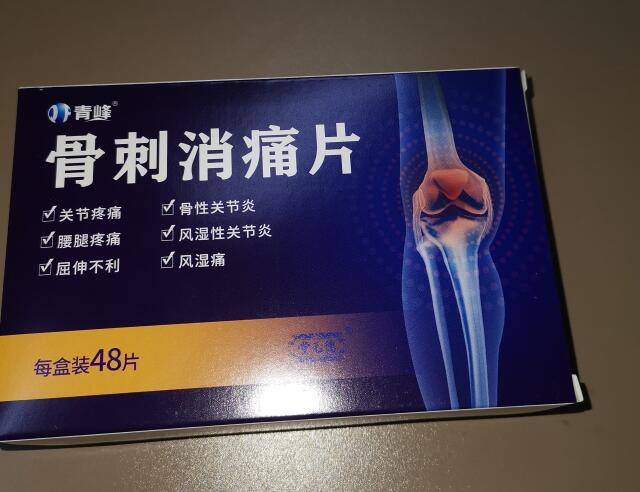 青峰®
骨刺消痛片
☑关节疼痛 ☑骨性关节炎
☑腰腿疼痛 ☑风湿性关节炎
☑屈伸不利 ☑风湿痛
每盒装48片